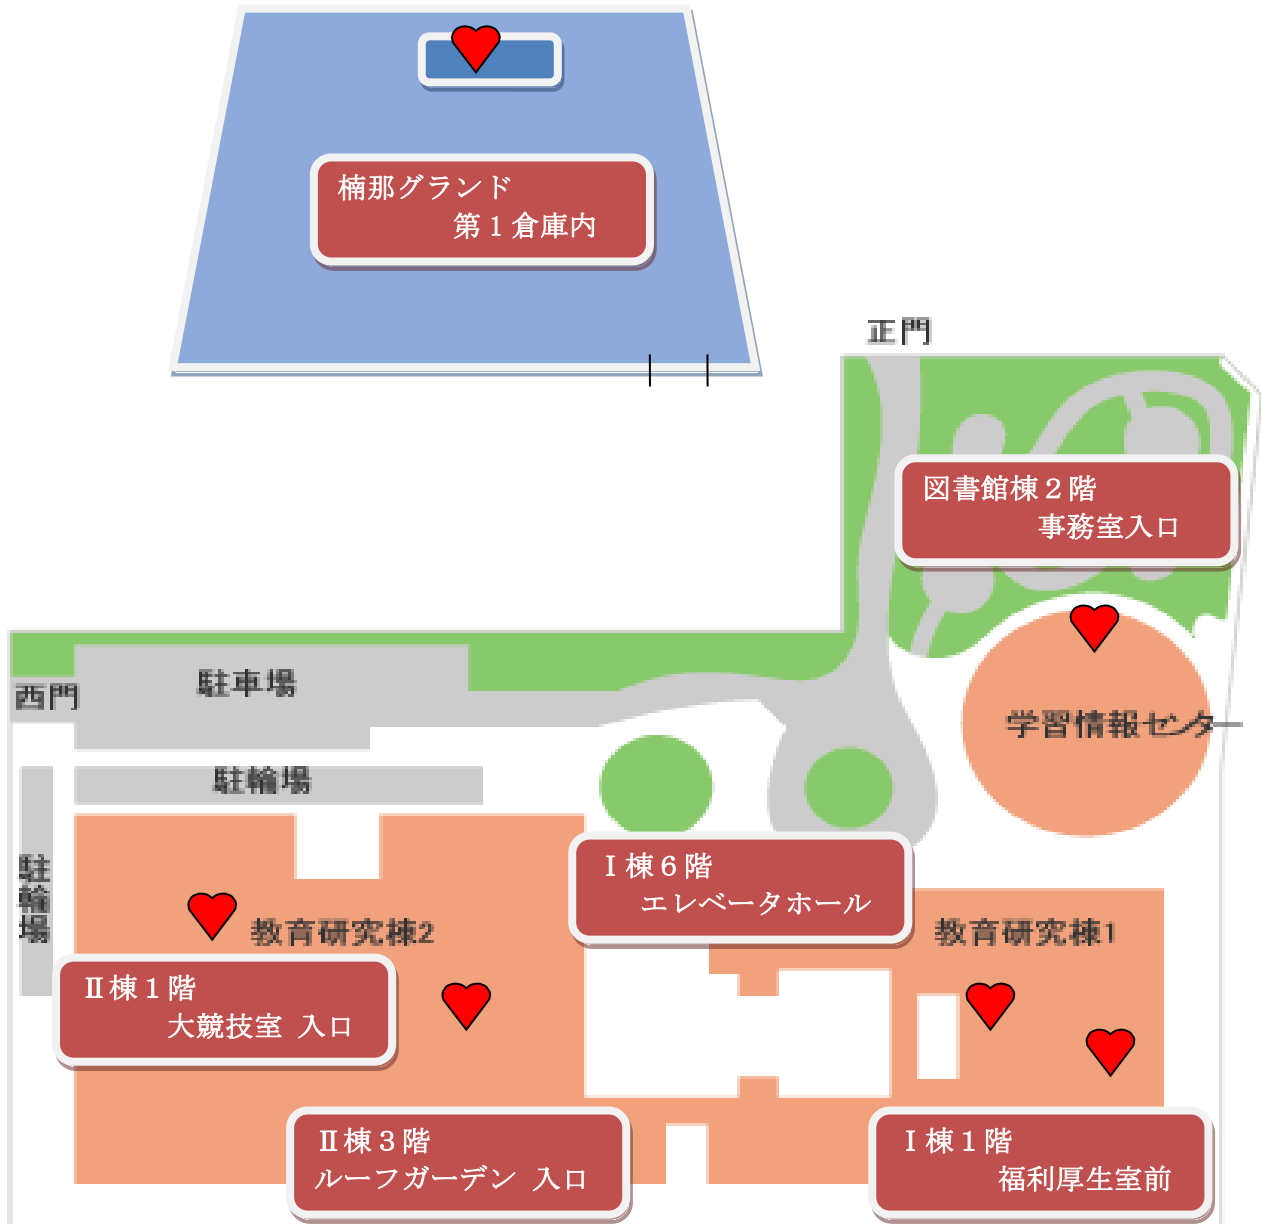 楠那グランド
第１倉庫内
正門
図書館棟２階
事務室入口
西門
駐車場
学習情報センター
駐輪場
駐輪場
Ⅰ棟６階
エレベータホール
教育研究棟2
教育研究棟1
Ⅱ棟１階
大競技室 入口
Ⅱ棟３階
ルーフガーデン 入口
Ⅰ棟１階
福利厚生室前